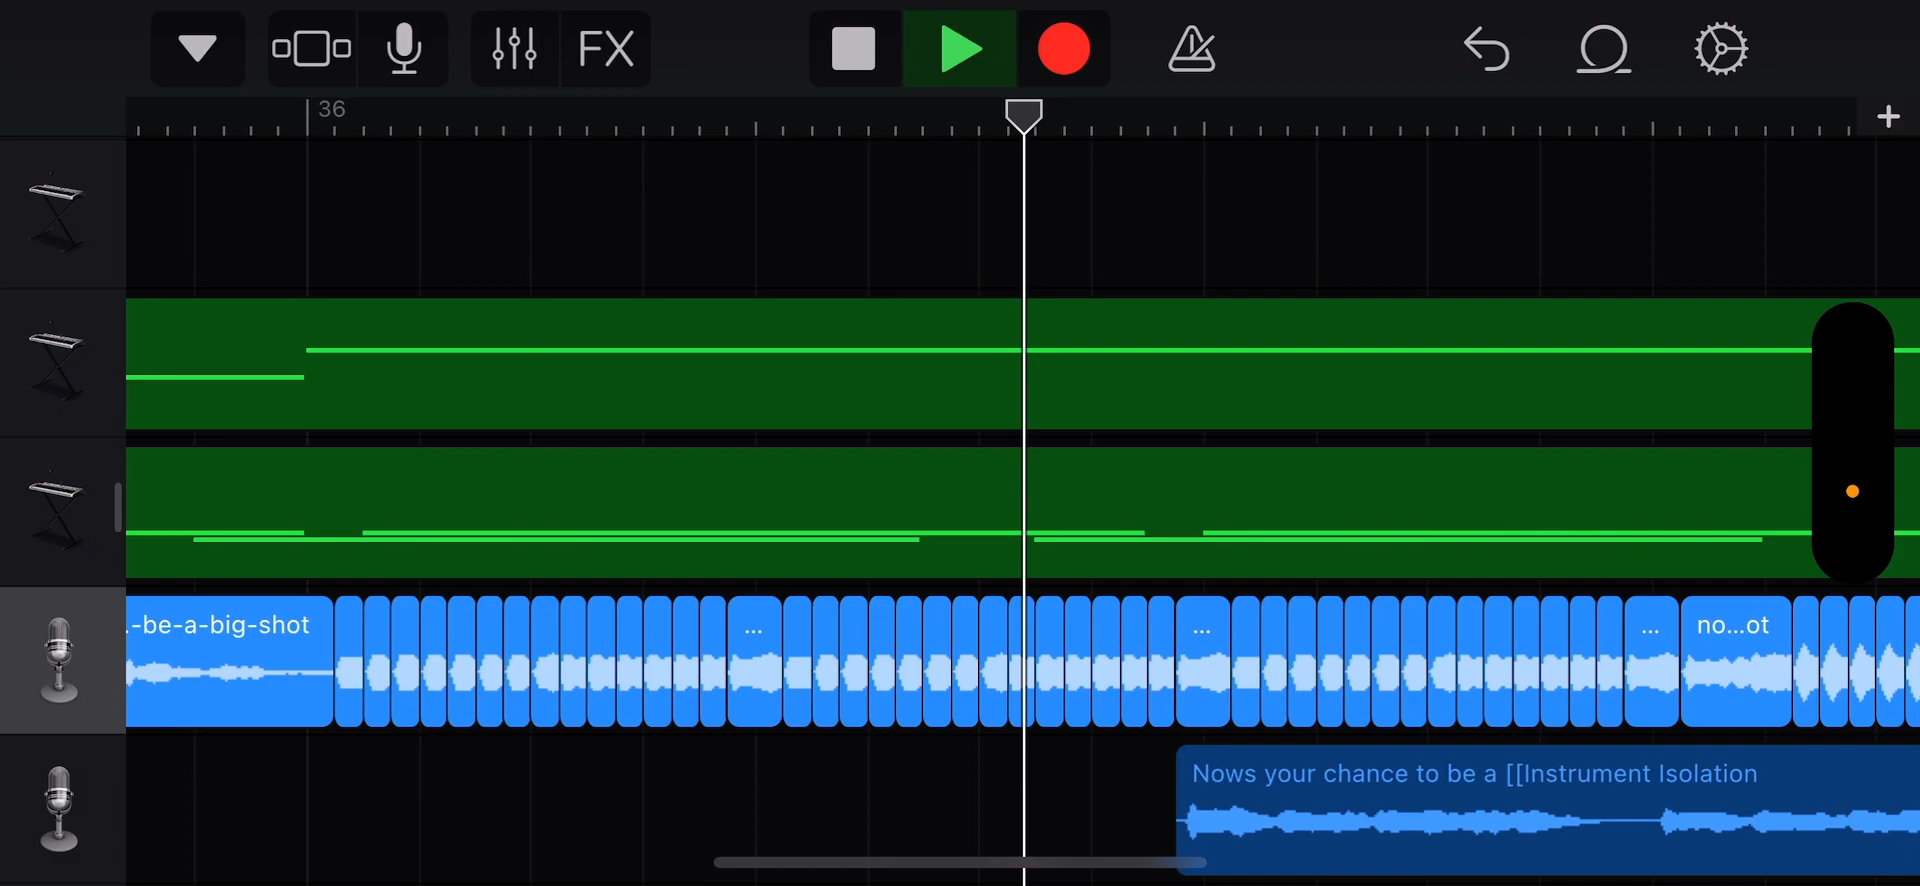 FX
36
...-be-a-big-shot
...
...
...
no...ot
Nows your chance to be a [[Instrument Isolation